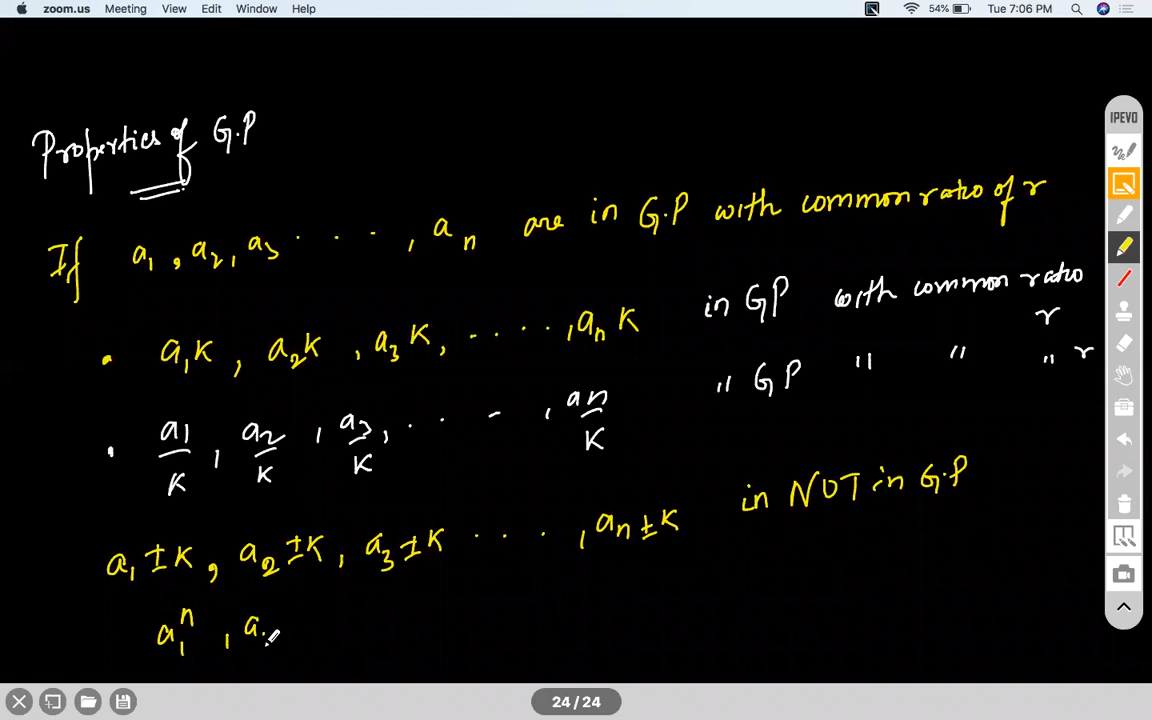 zoom.us Meeting View Edit Window Help 54% Tue 7:06 PM
IPEVO
Properties of G.P
If a1, a2, a3 . . . . , an are in G.P with common ratio of r
• a1K, a2K, a3K, . . . . . , anK in GP with common ratio r
• a1/K, a2/K, a3/K, . . - , an/K " GP " " " r
a1 ± K, a2 ± K, a3 ± K . . . , an ± K in NOT in G.P
a1^n , a.
24 / 24